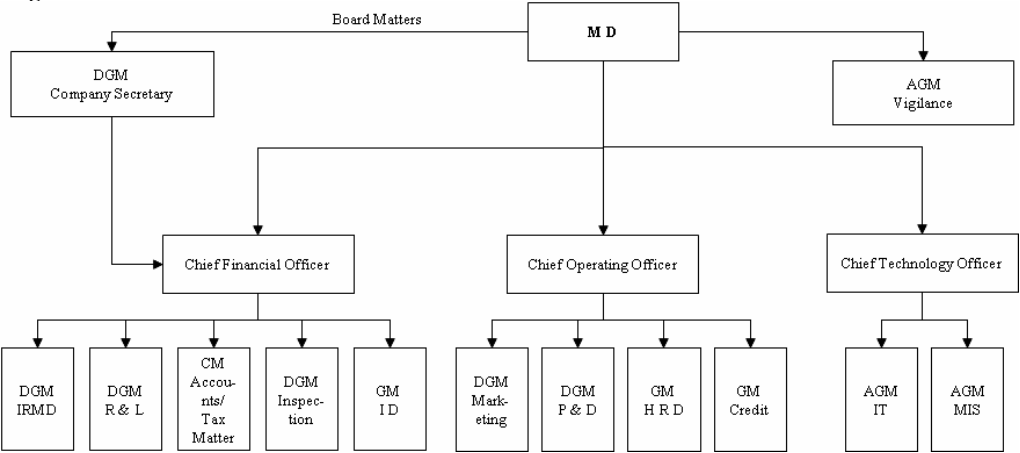 Board Matters
M D
DGM
Company Secretary
AGM
Vigilance
Chief Financial Officer
Chief Operating Officer
Chief Technology Officer
DGM
IRMD
DGM
R & L
CM
Accou-
nts/
Tax
Matter
DGM
Inspec-
tion
GM
I D
DGM
Mark-
eting
DGM
P & D
GM
H R D
GM
Credit
AGM
IT
AGM
MIS